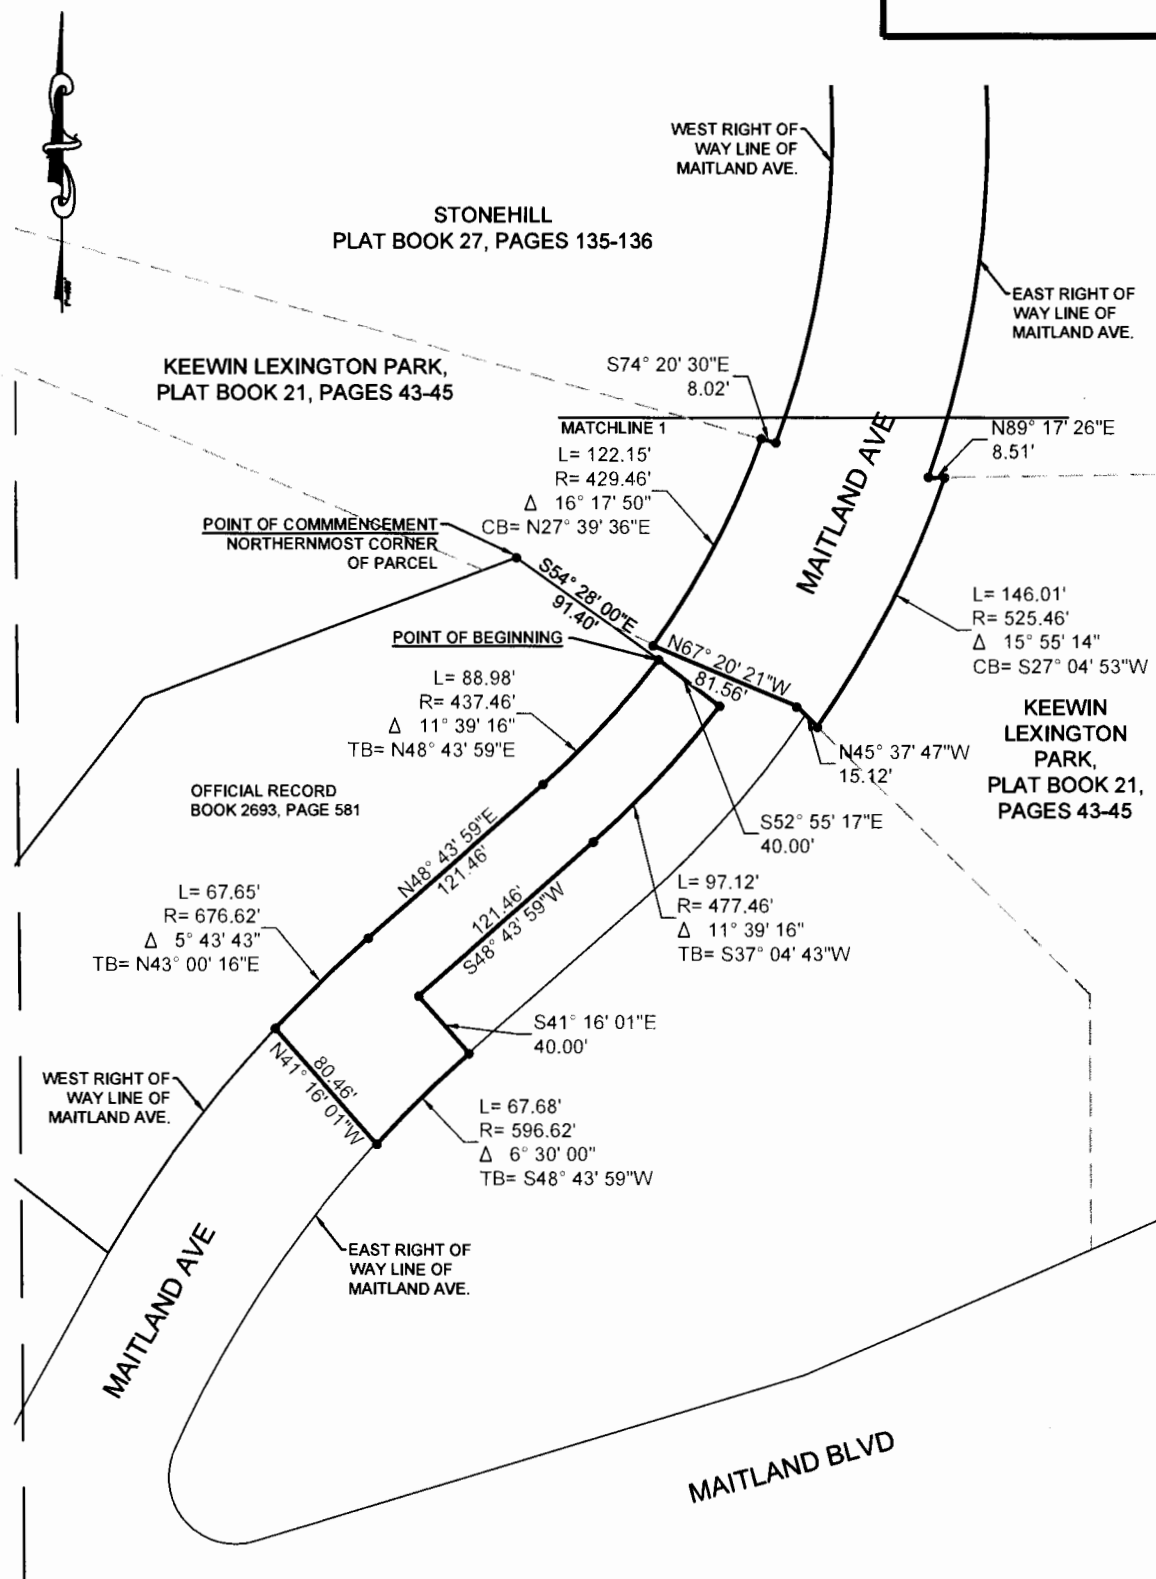 WEST RIGHT OF
WAY LINE OF
MAITLAND AVE.
STONEHILL
PLAT BOOK 27, PAGES 135-136
EAST RIGHT OF
WAY LINE OF
MAITLAND AVE.
KEEWIN LEXINGTON PARK,
PLAT BOOK 21, PAGES 43-45
S74° 20' 30"E
8.02'
MATCHLINE 1
N89° 17' 26"E
8.51'
L= 122.15'
R= 429.46'
Δ 16° 17' 50"
CB= N27° 39' 36"E
MAITLAND AVE
POINT OF COMMMENCEMENT
NORTHERNMOST CORNER
OF PARCEL
S54° 28' 00"E
91.40'
L= 146.01'
R= 525.46'
Δ 15° 55' 14"
CB= S27° 04' 53"W
POINT OF BEGINNING
N67° 20' 21"W
81.56'
L= 88.98'
R= 437.46'
Δ 11° 39' 16"
TB= N48° 43' 59"E
KEEWIN
LEXINGTON
PARK,
PLAT BOOK 21,
PAGES 43-45
N45° 37' 47"W
15.12'
OFFICIAL RECORD
BOOK 2693, PAGE 581
S52° 55' 17"E
40.00'
N48° 43' 59"E
121.46'
L= 67.65'
R= 676.62'
Δ 5° 43' 43"
TB= N43° 00' 16"E
121.46'
S48° 43' 59"W
L= 97.12'
R= 477.46'
Δ 11° 39' 16"
TB= S37° 04' 43"W
S41° 16' 01"E
40.00'
80.46'
N41° 16' 01"W
WEST RIGHT OF
WAY LINE OF
MAITLAND AVE.
L= 67.68'
R= 596.62'
Δ 6° 30' 00"
TB= S48° 43' 59"W
EAST RIGHT OF
WAY LINE OF
MAITLAND AVE.
MAITLAND AVE
MAITLAND BLVD